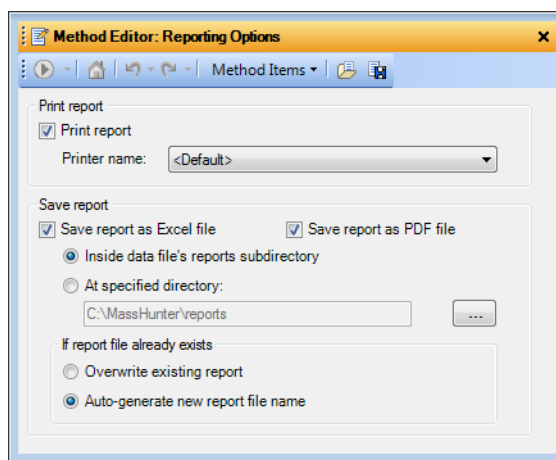 Method Editor: Reporting Options
Method Items
Print report
Print report
Printer name: <Default>
Save report
Save report as Excel file Save report as PDF file
Inside data file's reports subdirectory
At specified directory:
C:\MassHunter\reports ...
If report file already exists
Overwrite existing report
Auto-generate new report file name